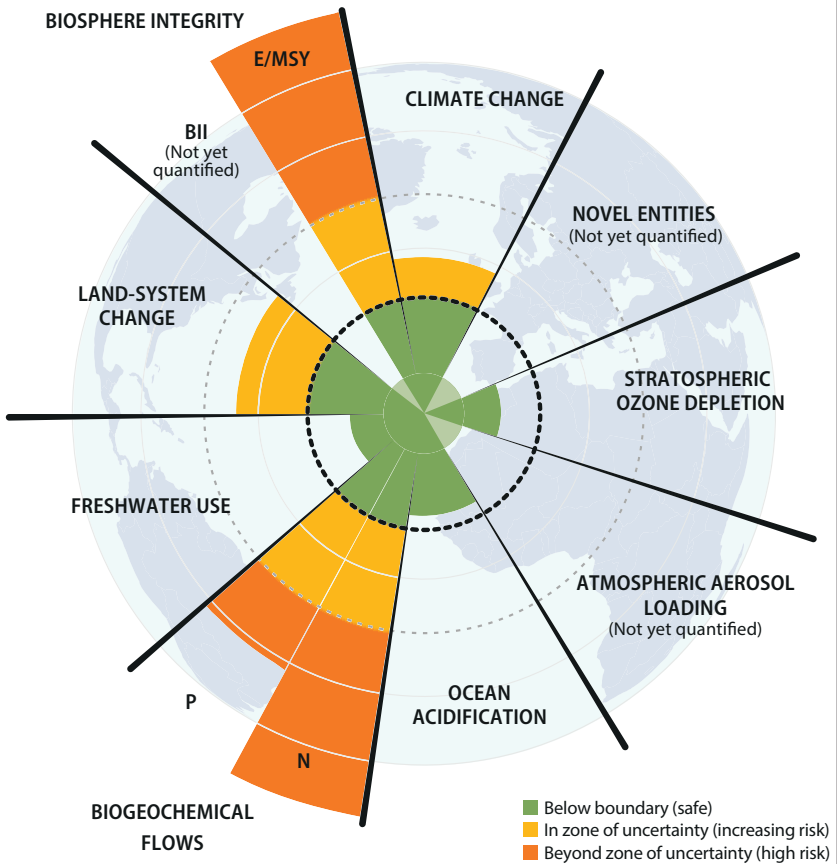 BIOSPHERE INTEGRITY
E/MSY
CLIMATE CHANGE
BII
(Not yet
quantified)
NOVEL ENTITIES
(Not yet quantified)
LAND-SYSTEM
CHANGE
STRATOSPHERIC
OZONE DEPLETION
FRESHWATER USE
ATMOSPHERIC AEROSOL
LOADING
(Not yet quantified)
P
OCEAN
ACIDIFICATION
N
BIOGEOCHEMICAL
FLOWS
Below boundary (safe)
In zone of uncertainty (increasing risk)
Beyond zone of uncertainty (high risk)